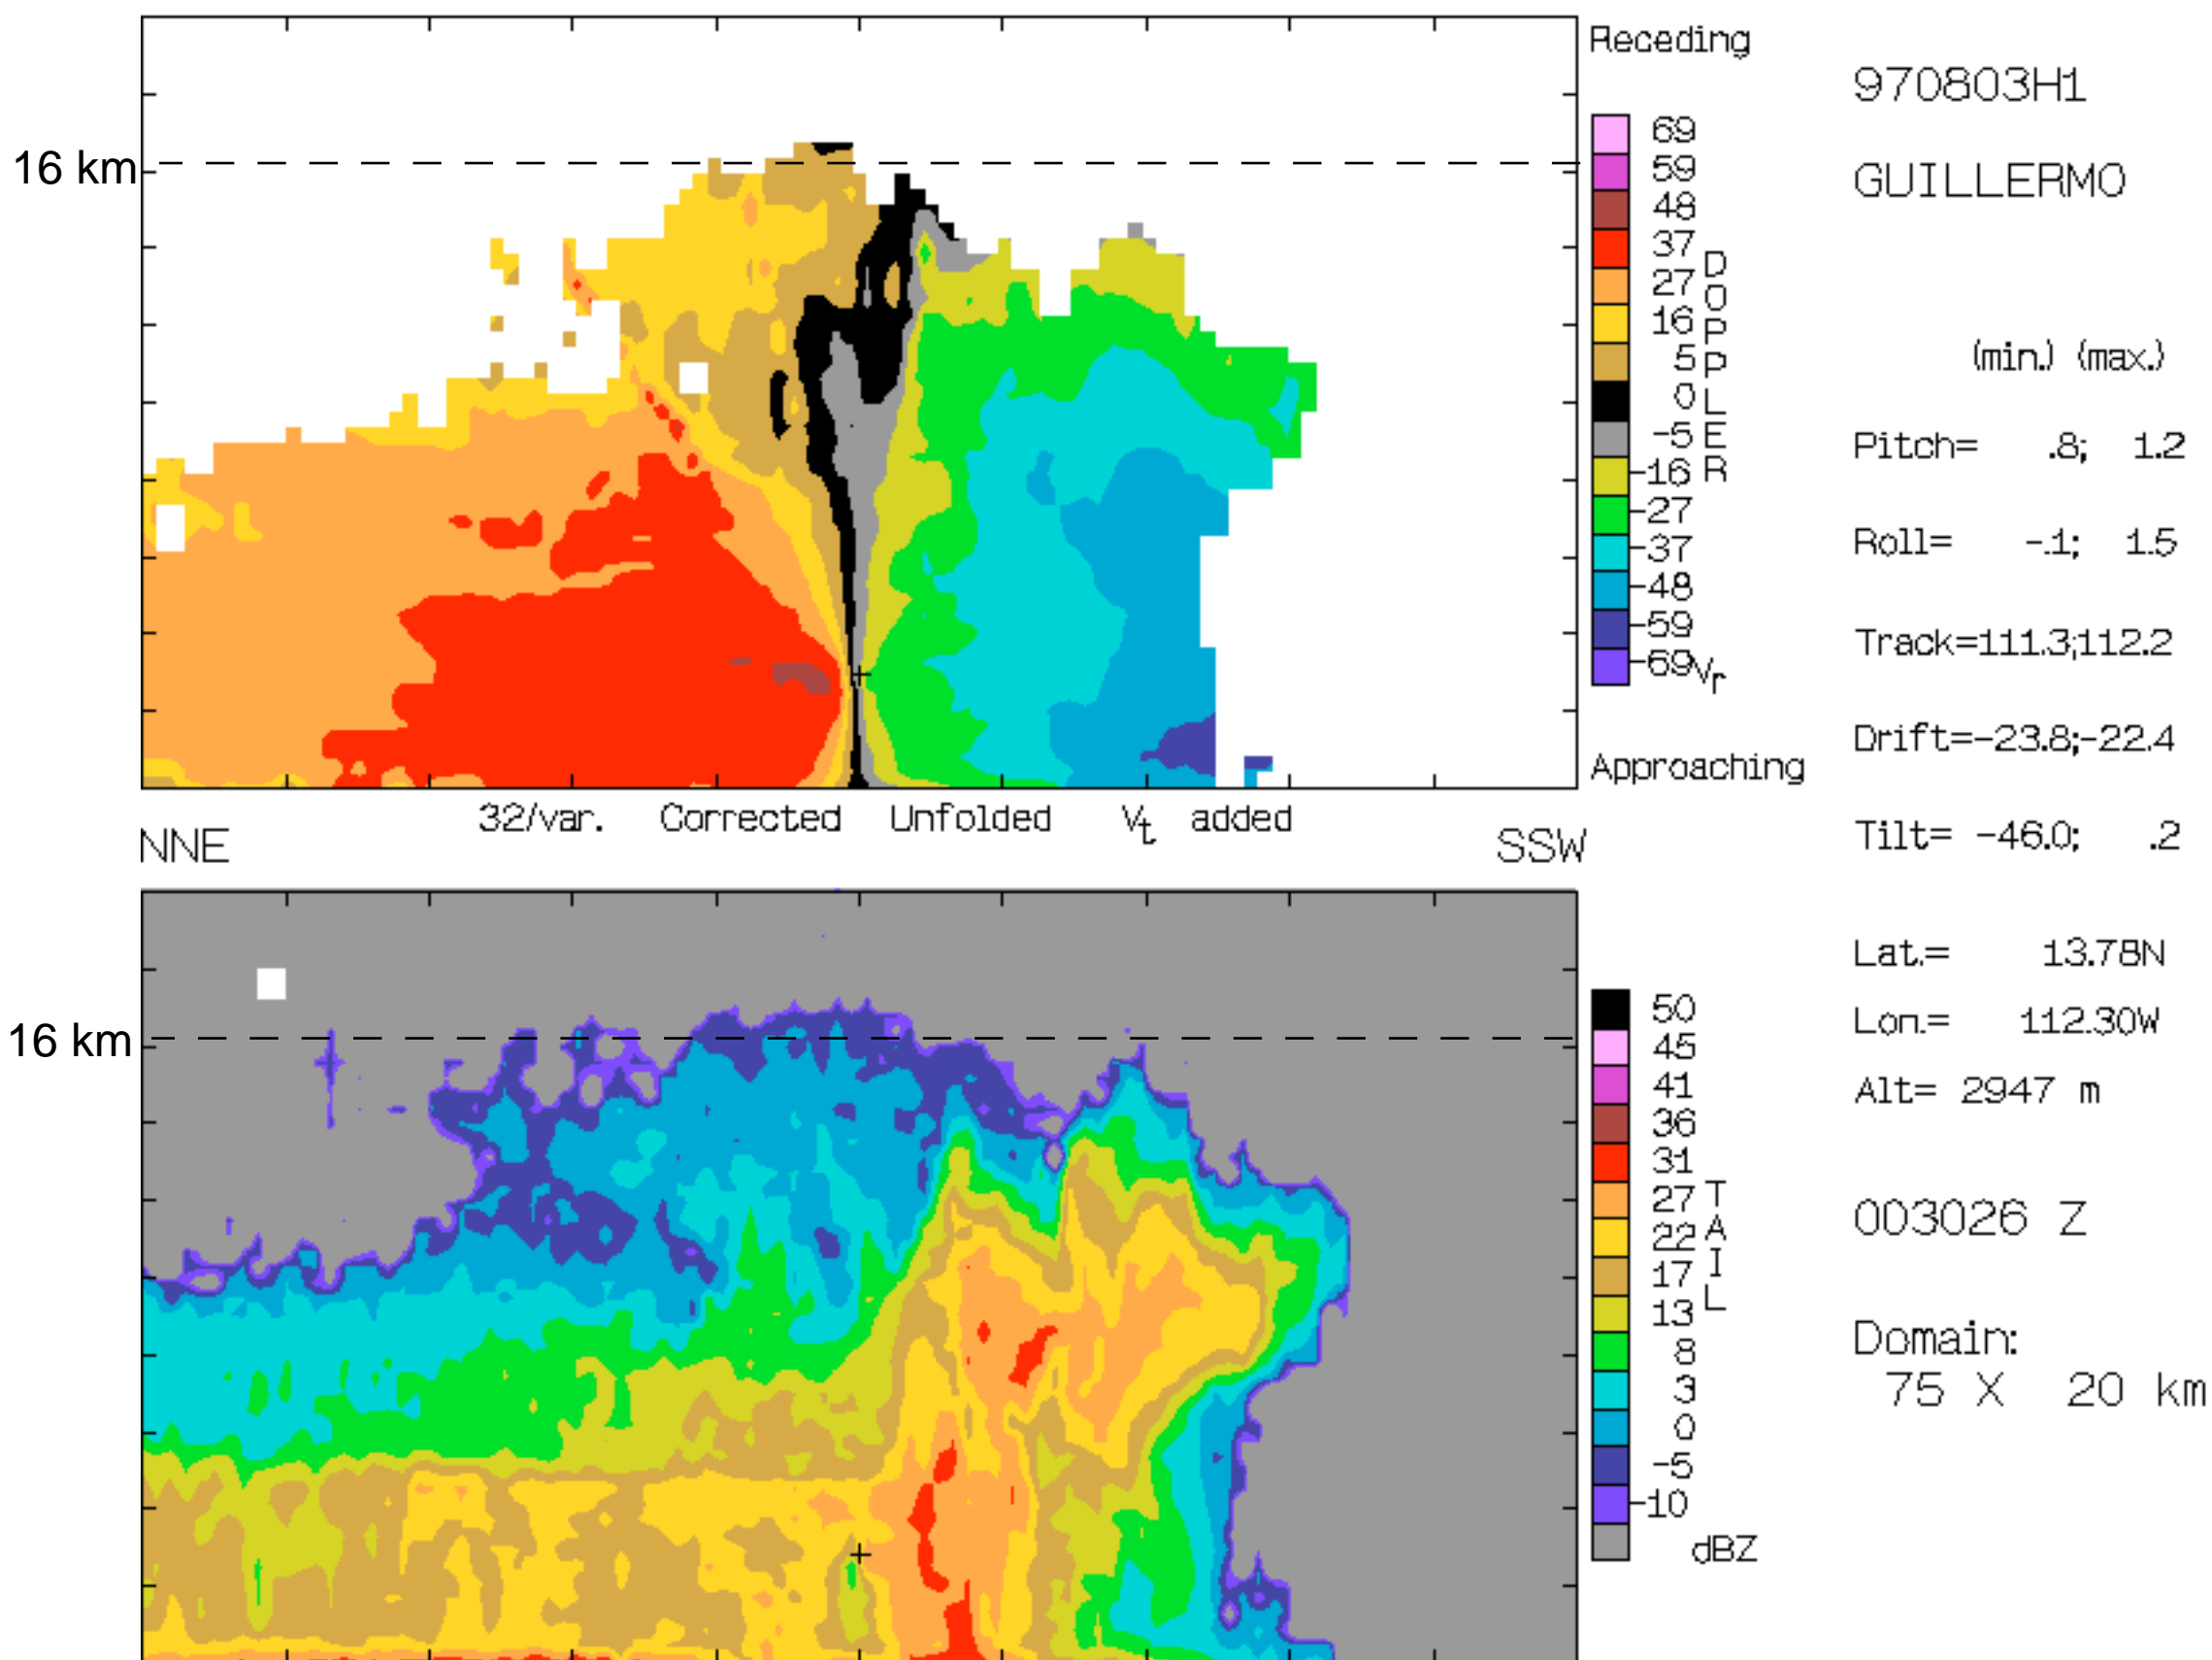 Receding
970803H1
69
16 km
59
GUILLERMO
48
37
27
16
5
0
-5
-16
-27
-37
-48
-59
-69
DOPPLER
Vr
(min.) (max.)
Pitch= .8; 1.2
Roll= -.1; 1.5
Track=111.3;112.2
Drift=-23.8;-22.4
Approaching
32/var. Corrected Unfolded Vt added
Tilt= -46.0; .2
NNE SSW
Lat.= 13.78N
Lon.= 112.30W
Alt= 2947 m
16 km
50
45
41
36
31
27
22
17
13
8
3
0
-5
-10
TAIL
dBZ
003026 Z
Domain:
75 X 20 km